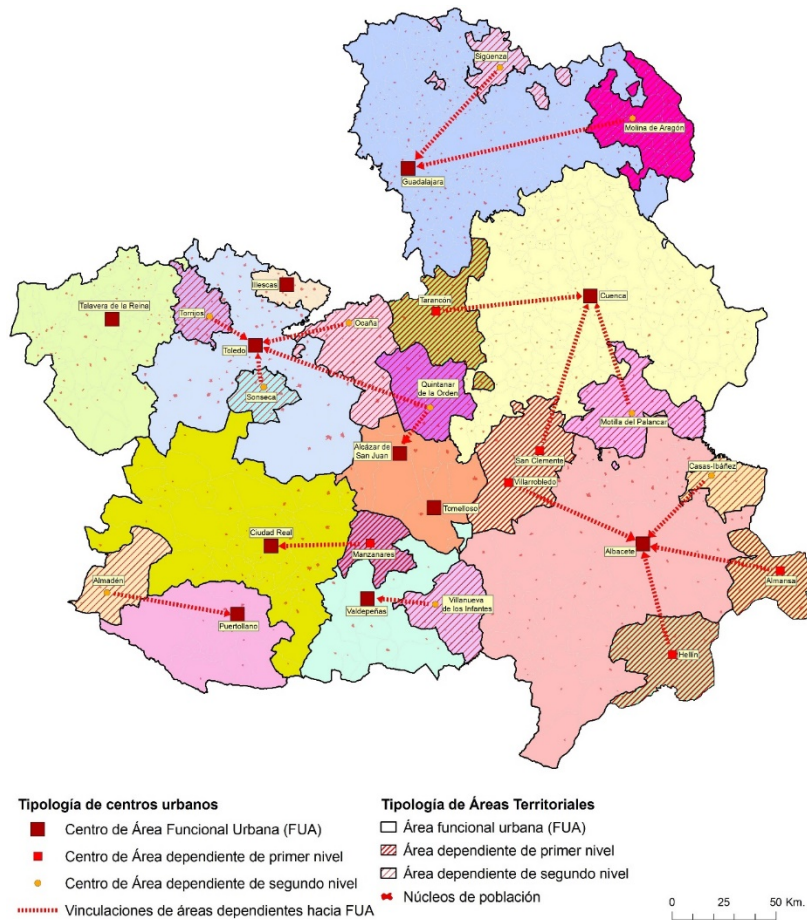 Sigüenza
Molina de Aragón
Guadalajara
Illescas
Talavera de la Reina
Torrijos
Tarancón
Cuenca
Ocaña
Toledo
Sonseca
Quintanar
de la Orden
Motilla del Palancar
Alcázar de
San Juan
San Clemente
Villarrobledo
Casas-Ibáñez
Tomelloso
Ciudad Real
Manzanares
Albacete
Almansa
Almadén
Puertollano
Valdepeñas
Villanueva
de los Infantes
Hellín
Tipología de centros urbanos
Centro de Área Funcional Urbana (FUA)
Centro de Área dependiente de primer nivel
Centro de Área dependiente de segundo nivel
Vinculaciones de áreas dependientes hacia FUA
Tipología de Áreas Territoriales
Área funcional urbana (FUA)
Área dependiente de primer nivel
Área dependiente de segundo nivel
Núcleos de población
0 25 50 Km.